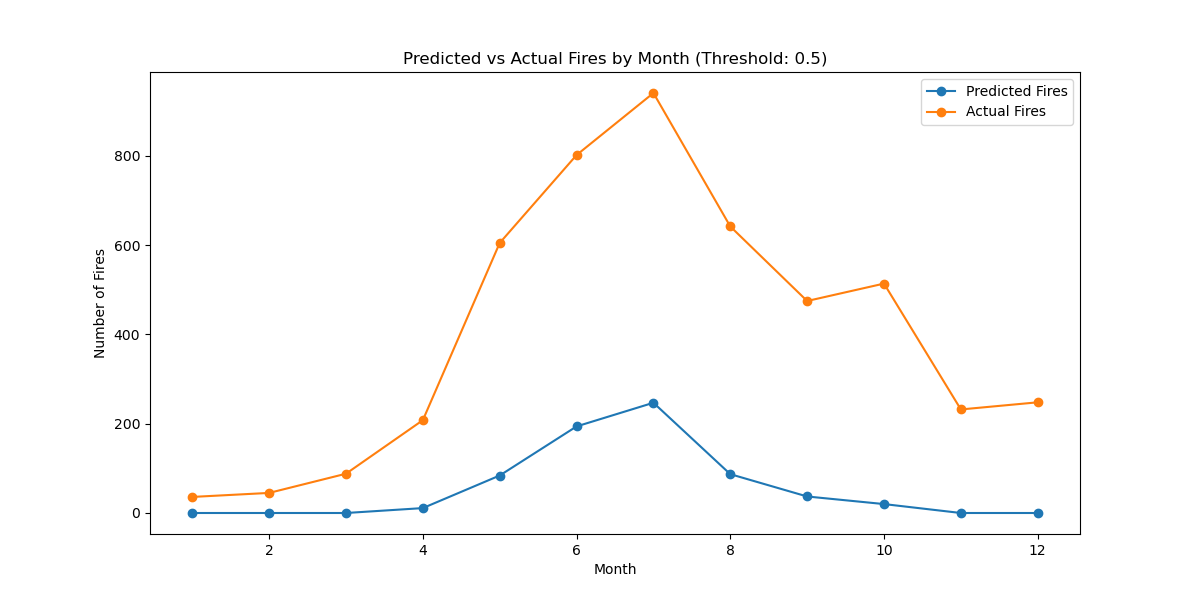 Predicted vs Actual Fires by Month (Threshold: 0.5)
Predicted Fires
Actual Fires
Number of Fires
800
600
400
200
0
2 4 6 8 10 12
Month